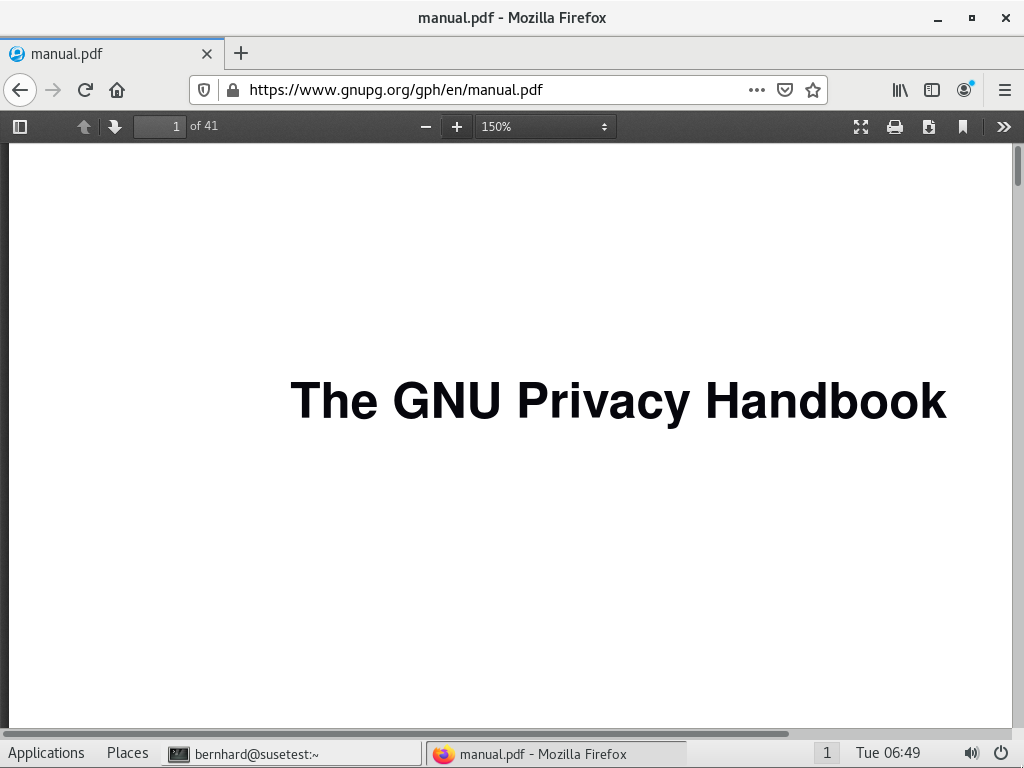 manual.pdf - Mozilla Firefox
manual.pdf
https://www.gnupg.org/gph/en/manual.pdf
1 of 41
150%
The GNU Privacy Handbook
Applications Places bernhard@susetest:~ manual.pdf - Mozilla Firefox 1 Tue 06:49